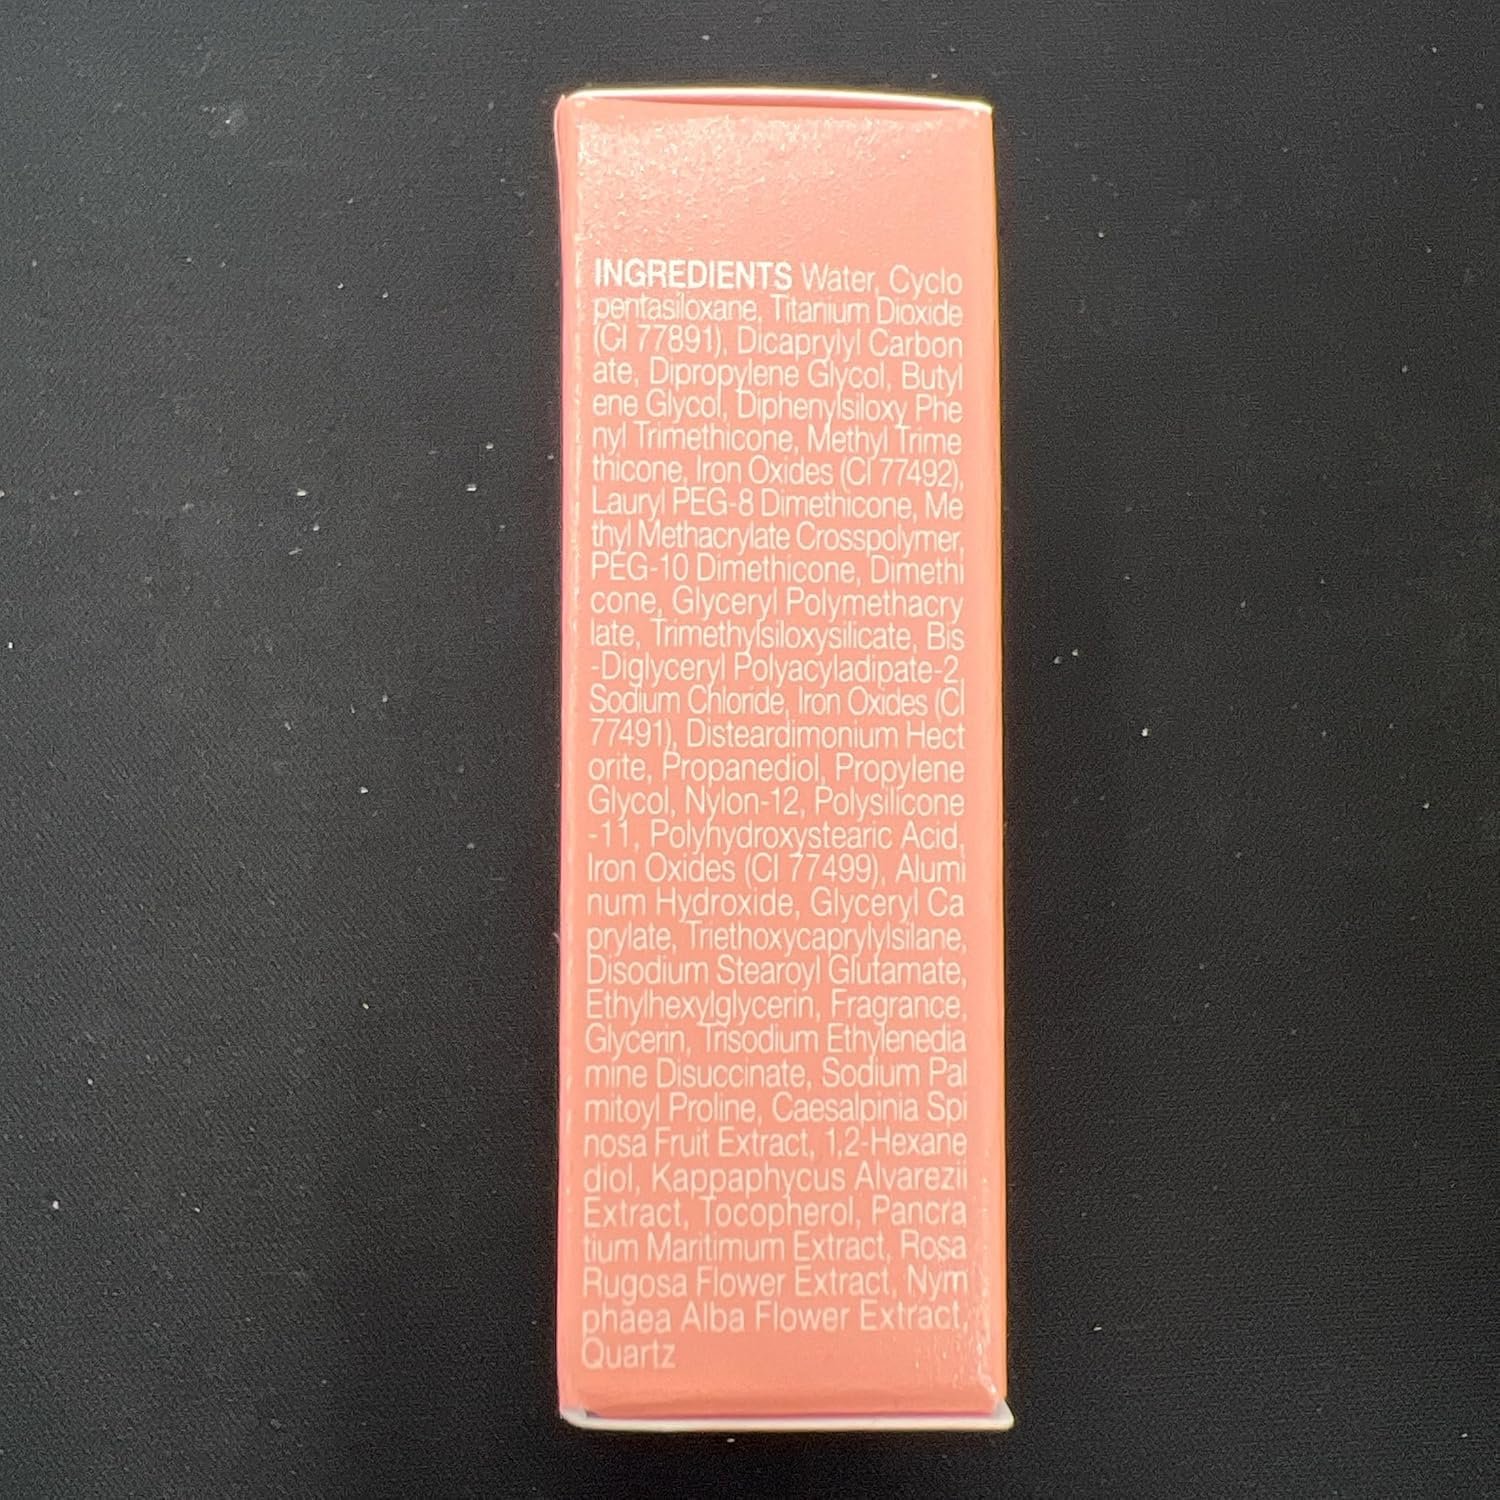 INGREDIENTS Water, Cyclo
pentasiloxane, Titanium Dioxide
(CI 77891), Dicaprylyl Carbon
ate, Dipropylene Glycol, Butyl
ene Glycol, Diphenylsiloxy Phe
nyl Trimethicone, Methyl Trime
thicone, Iron Oxides (CI 77492),
Lauryl PEG-8 Dimethicone, Me
thyl Methacrylate Crosspolymer,
PEG-10 Dimethicone, Dimethi
cone, Glyceryl Polymethacry
late, Trimethylsiloxysilicate, Bis
-Diglyceryl Polyacyladipate-2,
Sodium Chloride, Iron Oxides (CI
77491), Disteardimonium Hect
orite, Propanediol, Propylene
Glycol, Nylon-12, Polysilicone
-11, Polyhydroxystearic Acid,
Iron Oxides (CI 77499), Alumi
num Hydroxide, Glyceryl Ca
prylate, Triethoxycaprylylsilane,
Disodium Stearoyl Glutamate,
Ethylhexylglycerin, Fragrance,
Glycerin, Trisodium Ethylenedia
mine Disuccinate, Sodium Pal
mitoyl Proline, Caesalpinia Spi
nosa Fruit Extract, 1,2-Hexane
diol, Kappaphycus Alvarezii
Extract, Tocopherol, Pancra
tium Maritimum Extract, Rosa
Rugosa Flower Extract, Nym
phaea Alba Flower Extract,
Quartz